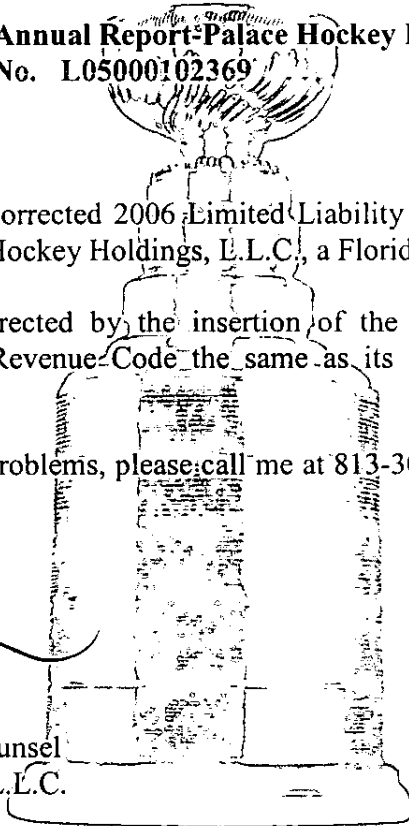 Annual Report-Palace Hockey
No. L05000102369
orrected 2006 Limited Liability
Hockey Holdings, L.L.C., a Florid
rected by the insertion of the
Revenue Code the same as its
roblems, please call me at 813-30
unsel
L.L.C.